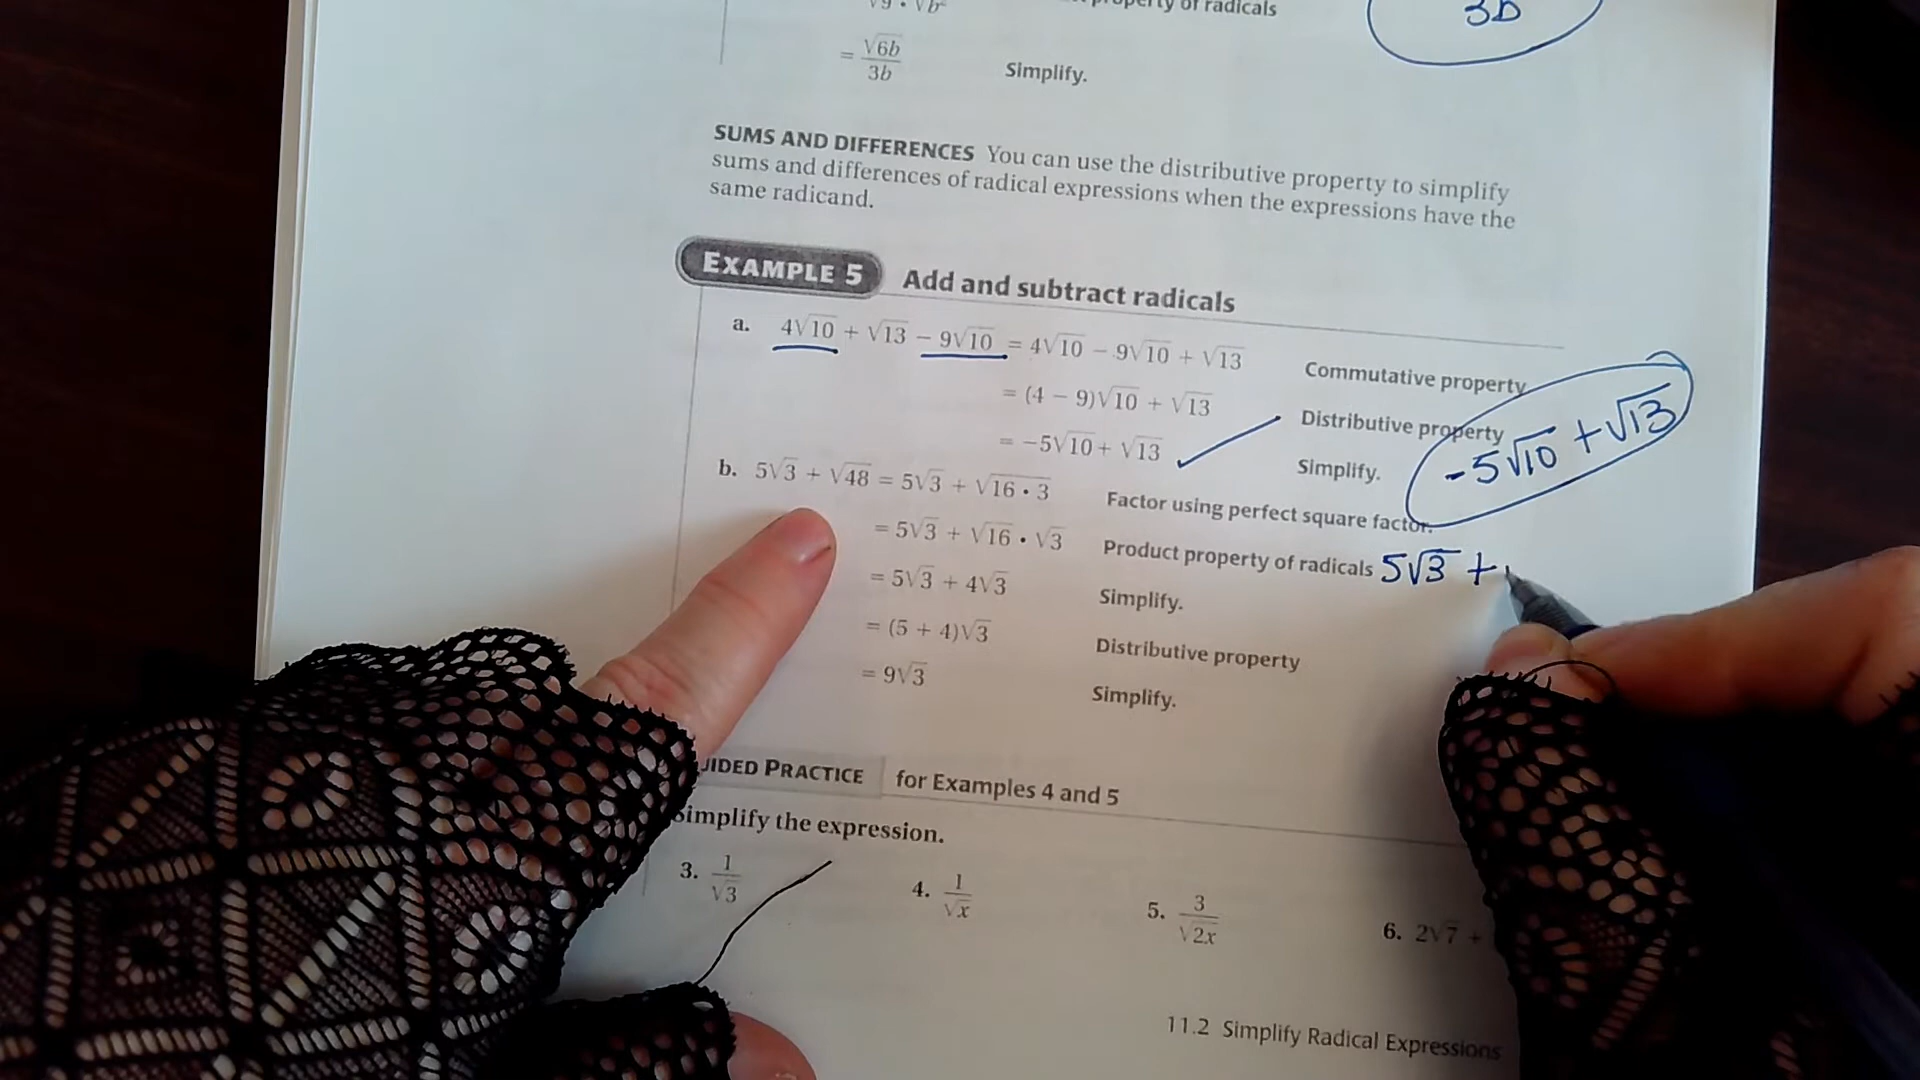 √9 • √b²
property of radicals
3b
= √6b / 3b Simplify.
SUMS AND DIFFERENCES You can use the distributive property to simplify
sums and differences of radical expressions when the expressions have the
same radicand.
EXAMPLE 5 Add and subtract radicals
a. 4√10 + √13 − 9√10 = 4√10 − 9√10 + √13 Commutative property
= (4 − 9)√10 + √13 Distributive property
= −5√10 + √13 Simplify.
-5√10 + √13
b. 5√3 + √48 = 5√3 + √16 • 3 Factor using perfect square factor.
= 5√3 + √16 • √3 Product property of radicals 5√3 +
= 5√3 + 4√3 Simplify.
= (5 + 4)√3 Distributive property
= 9√3 Simplify.
UIDED PRACTICE for Examples 4 and 5
Simplify the expression.
3. 1/√3 4. 1/√x 5. 3/√2x 6. 2√7 +
11.2 Simplify Radical Expressions